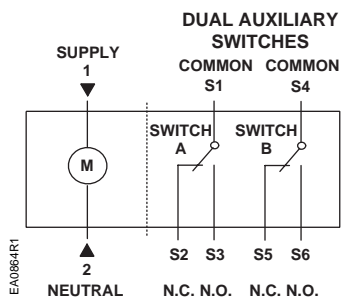 DUAL AUXILIARY
SWITCHES
SUPPLY
1
COMMON COMMON
S1 S4
SWITCH
A
SWITCH
B
M
2
NEUTRAL
S2 S3 S5 S6
N.C. N.O. N.C. N.O.
EA0864R1